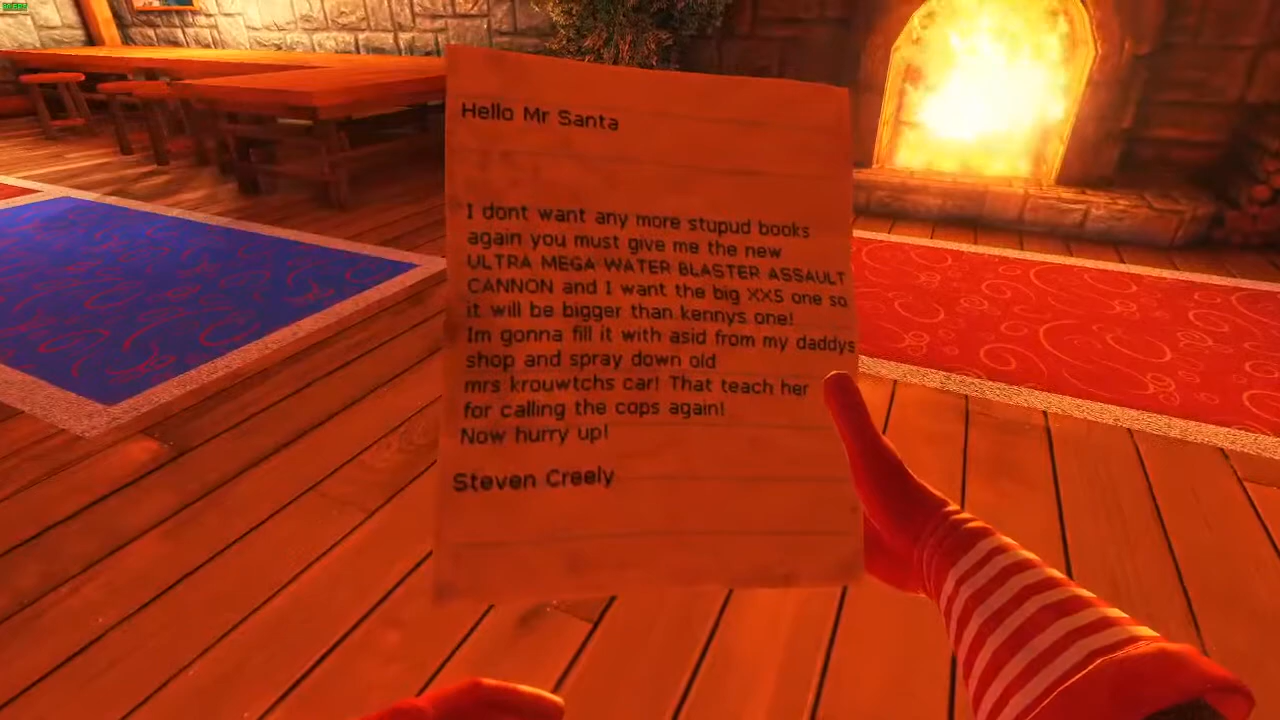 Hello Mr Santa
I dont want any more stupud books
again you must give me the new
ULTRA MEGA WATER BLASTER ASSAULT
CANNON and I want the big XXS one so
it will be bigger than kennys one!
Im gonna fill it with asid from my daddys
shop and spray down old
mrs krouwtchs car! That teach her
for calling the cops again!
Now hurry up!
Steven Creely